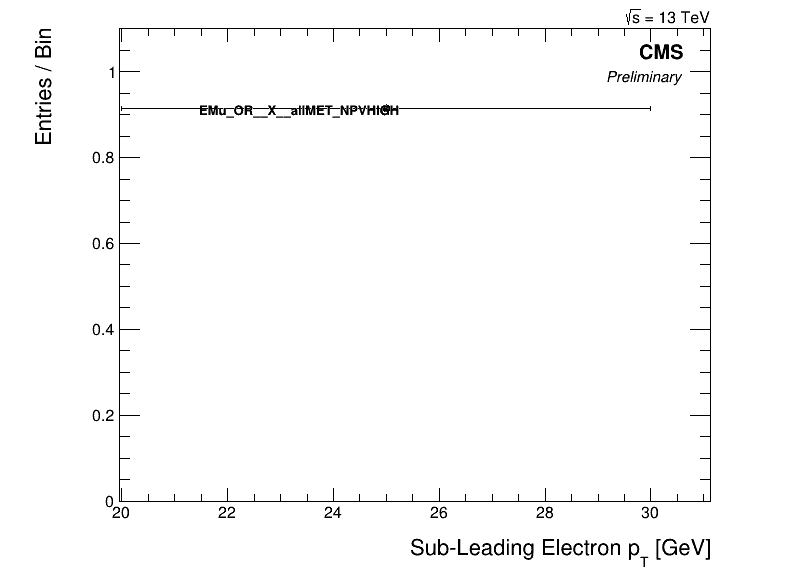 √s = 13 TeV
Entries / Bin
CMS
Preliminary
EMu_OR__X__allMET_NPVHIGH
1
0.8
0.6
0.4
0.2
0
20 22 24 26 28 30
Sub-Leading Electron p_T [GeV]